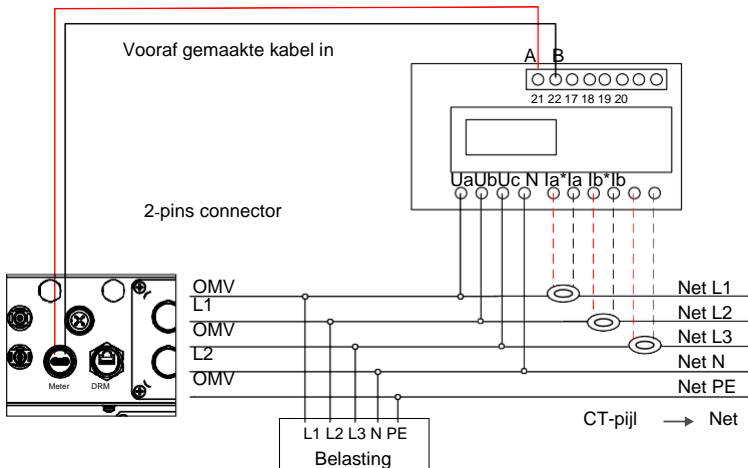 Vooraf gemaakte kabel in
A B
21 22 17 18 19 20
UaUbUc N Ia*Ia Ib*Ib
2-pins connector
OMV
Net L1
L1
Net L2
OMV
Net L3
L2
Net N
OMV
Net PE
Meter DRM
CT-pijl → Net
L1 L2 L3 N PE
Belasting